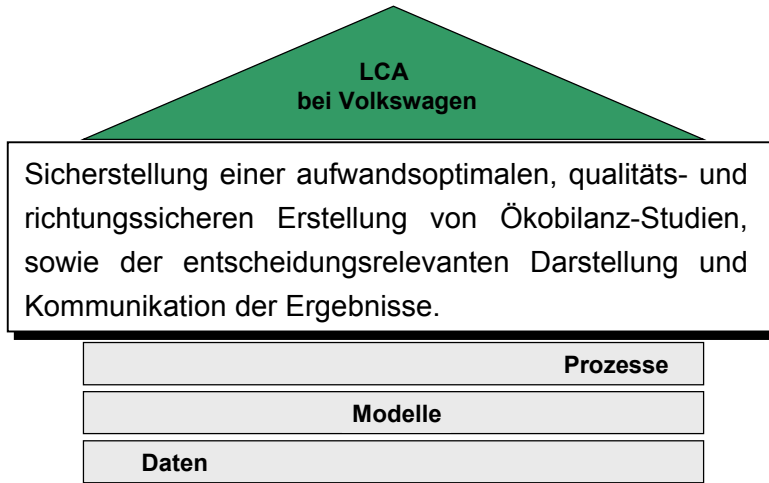 LCA
bei Volkswagen
Sicherstellung einer aufwandsoptimalen, qualitäts- und
richtungssicheren Erstellung von Ökobilanz-Studien,
sowie der entscheidungsrelevanten Darstellung und
Kommunikation der Ergebnisse.
Prozesse
Modelle
Daten